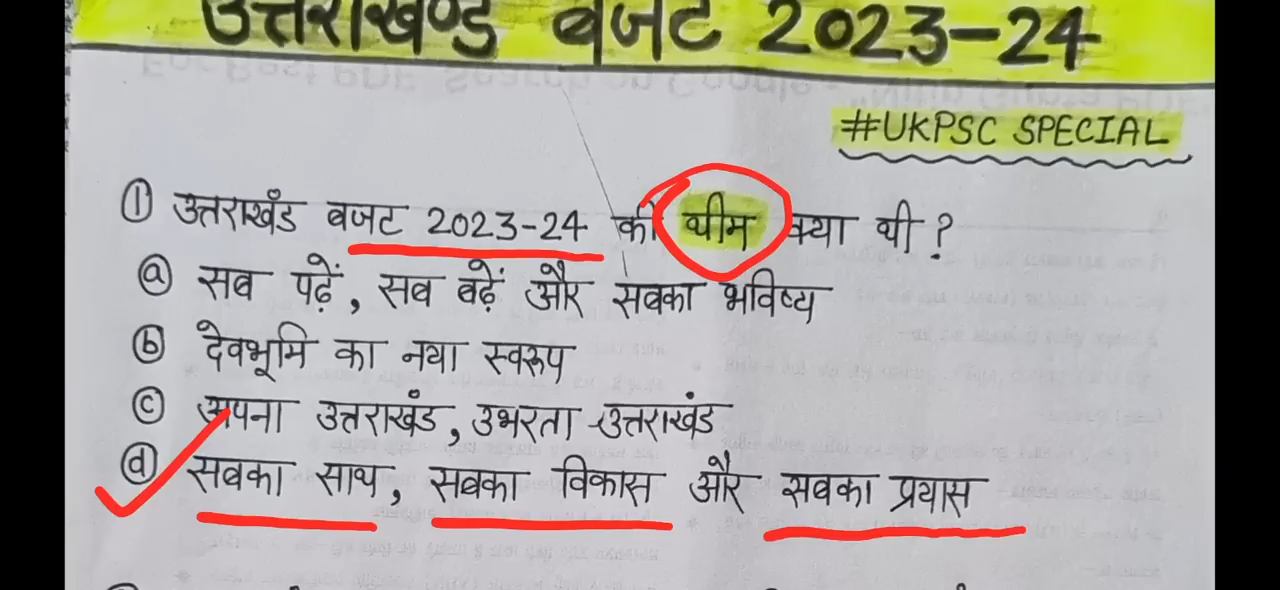 उत्तराखण्ड बजट 2023-24
#UKPSC SPECIAL
① उत्तराखंड बजट 2023-24 की थीम क्या थी ?
ⓐ सब पढ़ें, सब बढ़ें और सबका भविष्य
ⓑ देवभूमि का नया स्वरूप
ⓒ अपना उत्तराखंड, उभरता उत्तराखंड
ⓓ सबका साथ, सबका विकास और सबका प्रयास